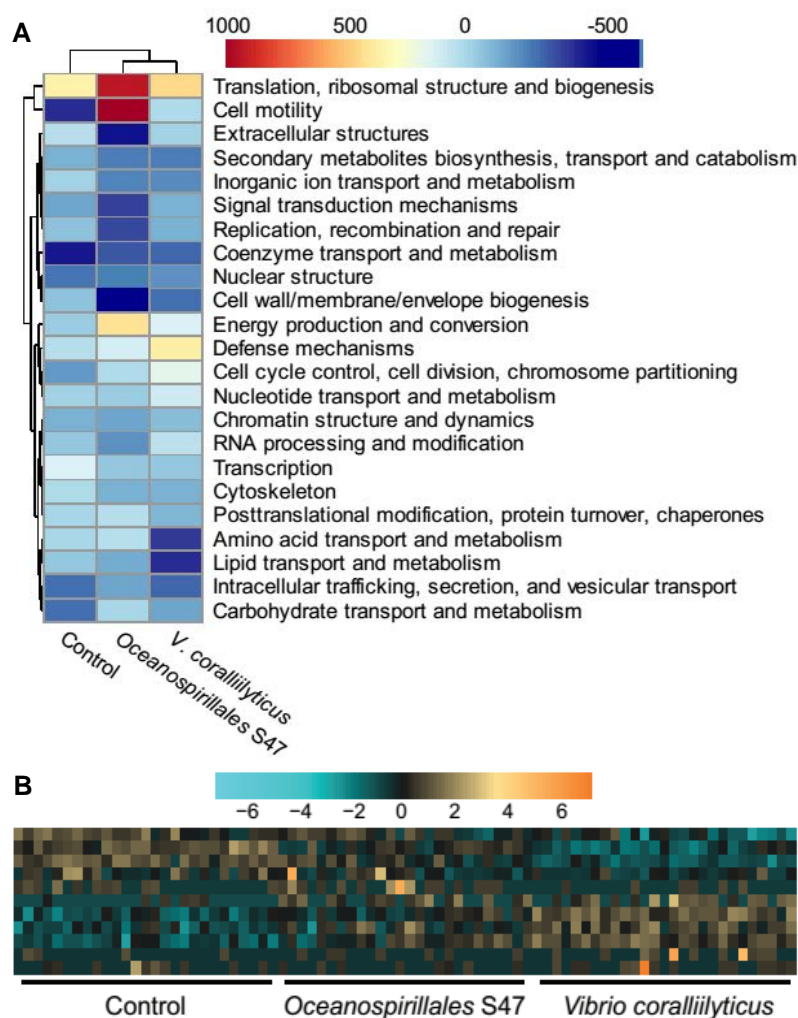 A
1000 500 0 -500
Translation, ribosomal structure and biogenesis
Cell motility
Extracellular structures
Secondary metabolites biosynthesis, transport and catabolism
Inorganic ion transport and metabolism
Signal transduction mechanisms
Replication, recombination and repair
Coenzyme transport and metabolism
Nuclear structure
Cell wall/membrane/envelope biogenesis
Energy production and conversion
Defense mechanisms
Cell cycle control, cell division, chromosome partitioning
Nucleotide transport and metabolism
Chromatin structure and dynamics
RNA processing and modification
Transcription
Cytoskeleton
Posttranslational modification, protein turnover, chaperones
Amino acid transport and metabolism
Lipid transport and metabolism
Intracellular trafficking, secretion, and vesicular transport
Carbohydrate transport and metabolism
Control
Oceanospirillales S47
V. coralliilyticus
B
−6 −4 −2 0 2 4 6
Control Oceanospirillales S47 Vibrio coralliilyticus